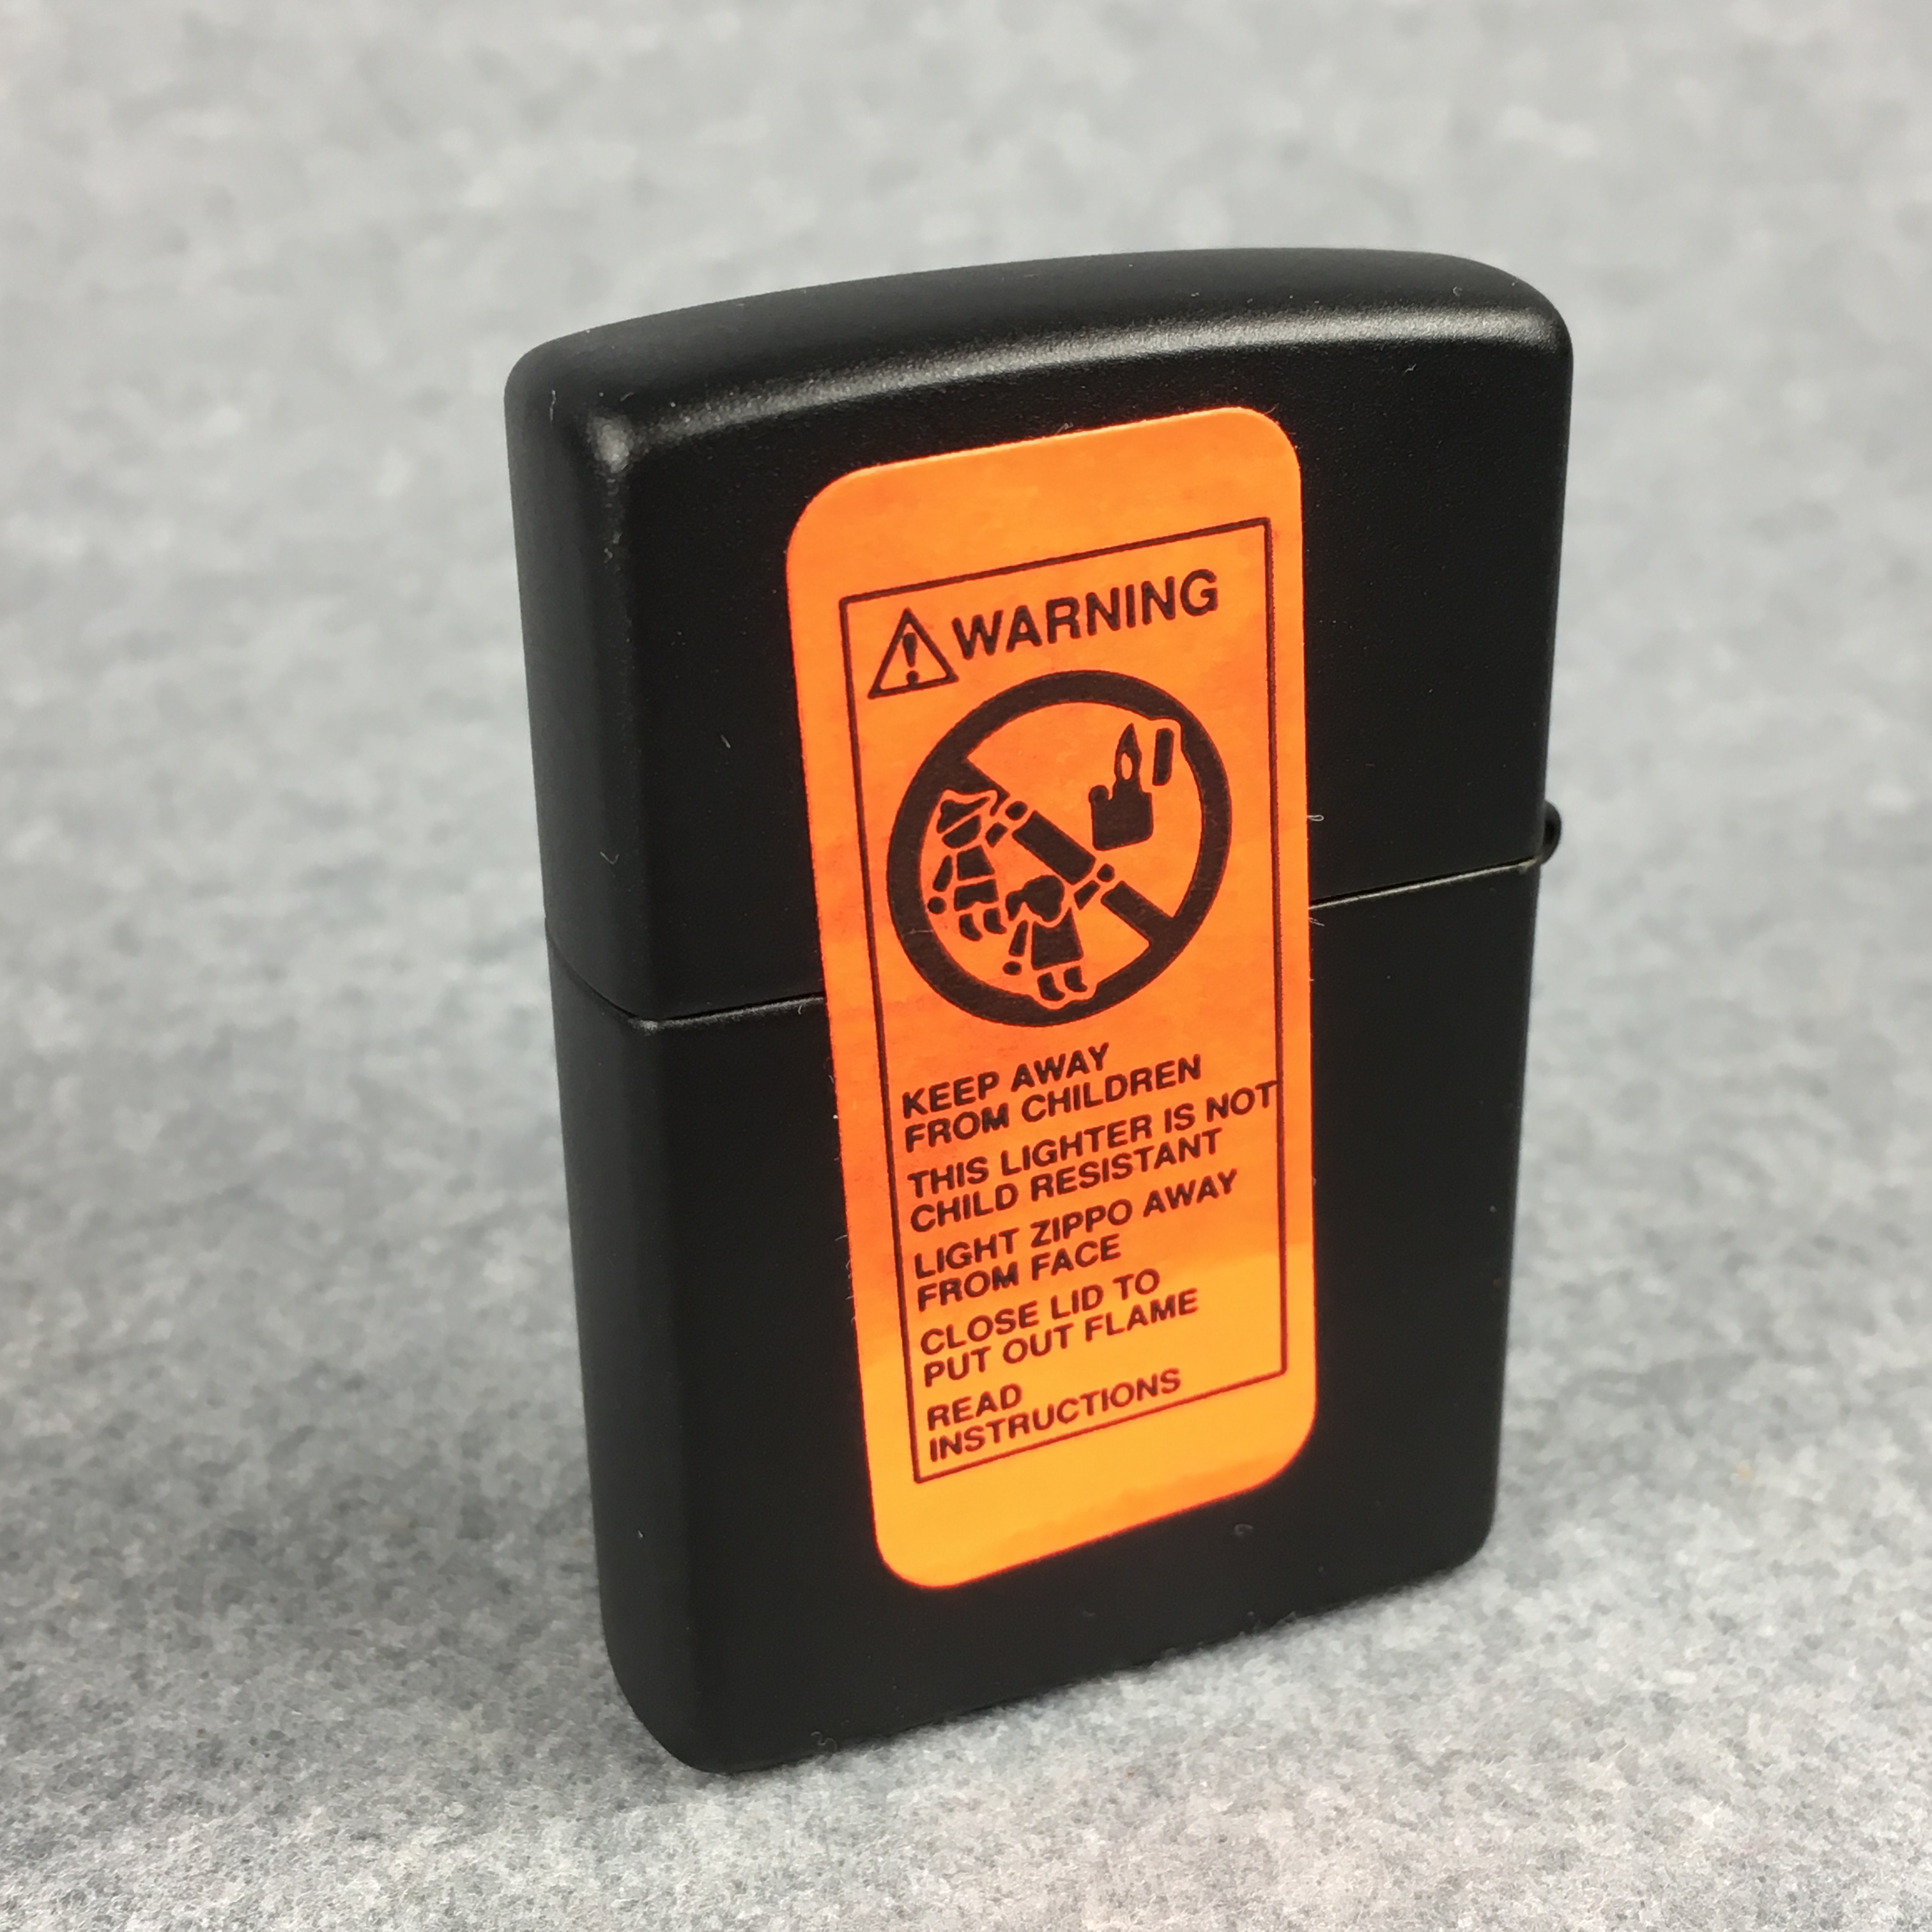 WARNING
KEEP AWAY
FROM CHILDREN
THIS LIGHTER IS NOT
CHILD RESISTANT
LIGHT ZIPPO AWAY
FROM FACE
CLOSE LID TO
PUT OUT FLAME
READ
INSTRUCTIONS